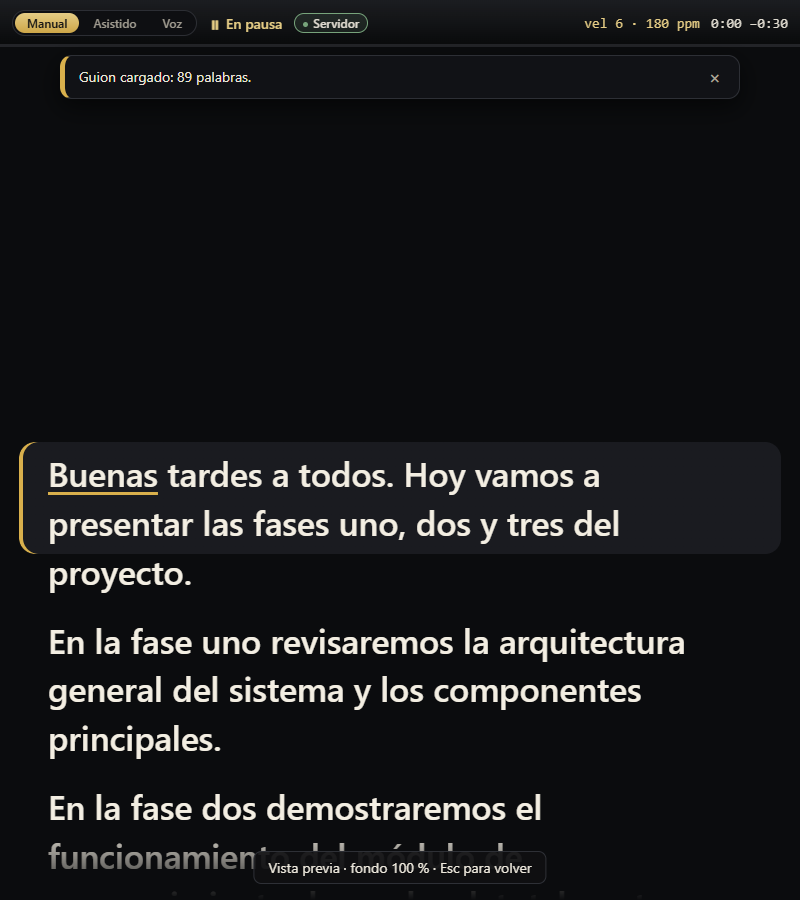 Manual Asistido Voz En pausa Servidor vel 6 · 180 ppm 0:00 −0:30
Guion cargado: 89 palabras. ×
Buenas tardes a todos. Hoy vamos a
presentar las fases uno, dos y tres del
proyecto.
En la fase uno revisaremos la arquitectura
general del sistema y los componentes
principales.
En la fase dos demostraremos el
funcionamiento del módulo de
Vista previa · fondo 100 % · Esc para volver